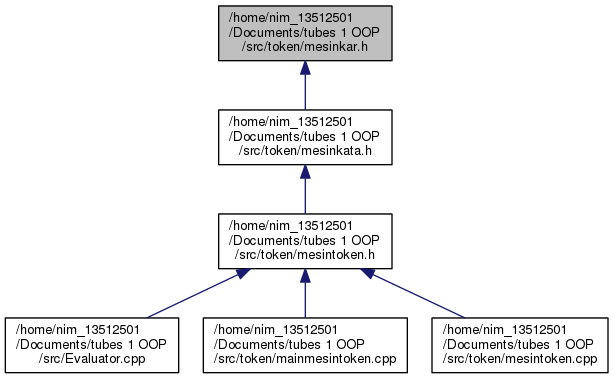 /home/nim_13512501
/Documents/tubes 1 OOP
/src/token/mesinkar.h
/home/nim_13512501
/Documents/tubes 1 OOP
/src/token/mesinkata.h
/home/nim_13512501
/Documents/tubes 1 OOP
/src/token/mesintoken.h
/home/nim_13512501
/Documents/tubes 1 OOP
/src/Evaluator.cpp
/home/nim_13512501
/Documents/tubes 1 OOP
/src/token/mainmesintoken.cpp
/home/nim_13512501
/Documents/tubes 1 OOP
/src/token/mesintoken.cpp